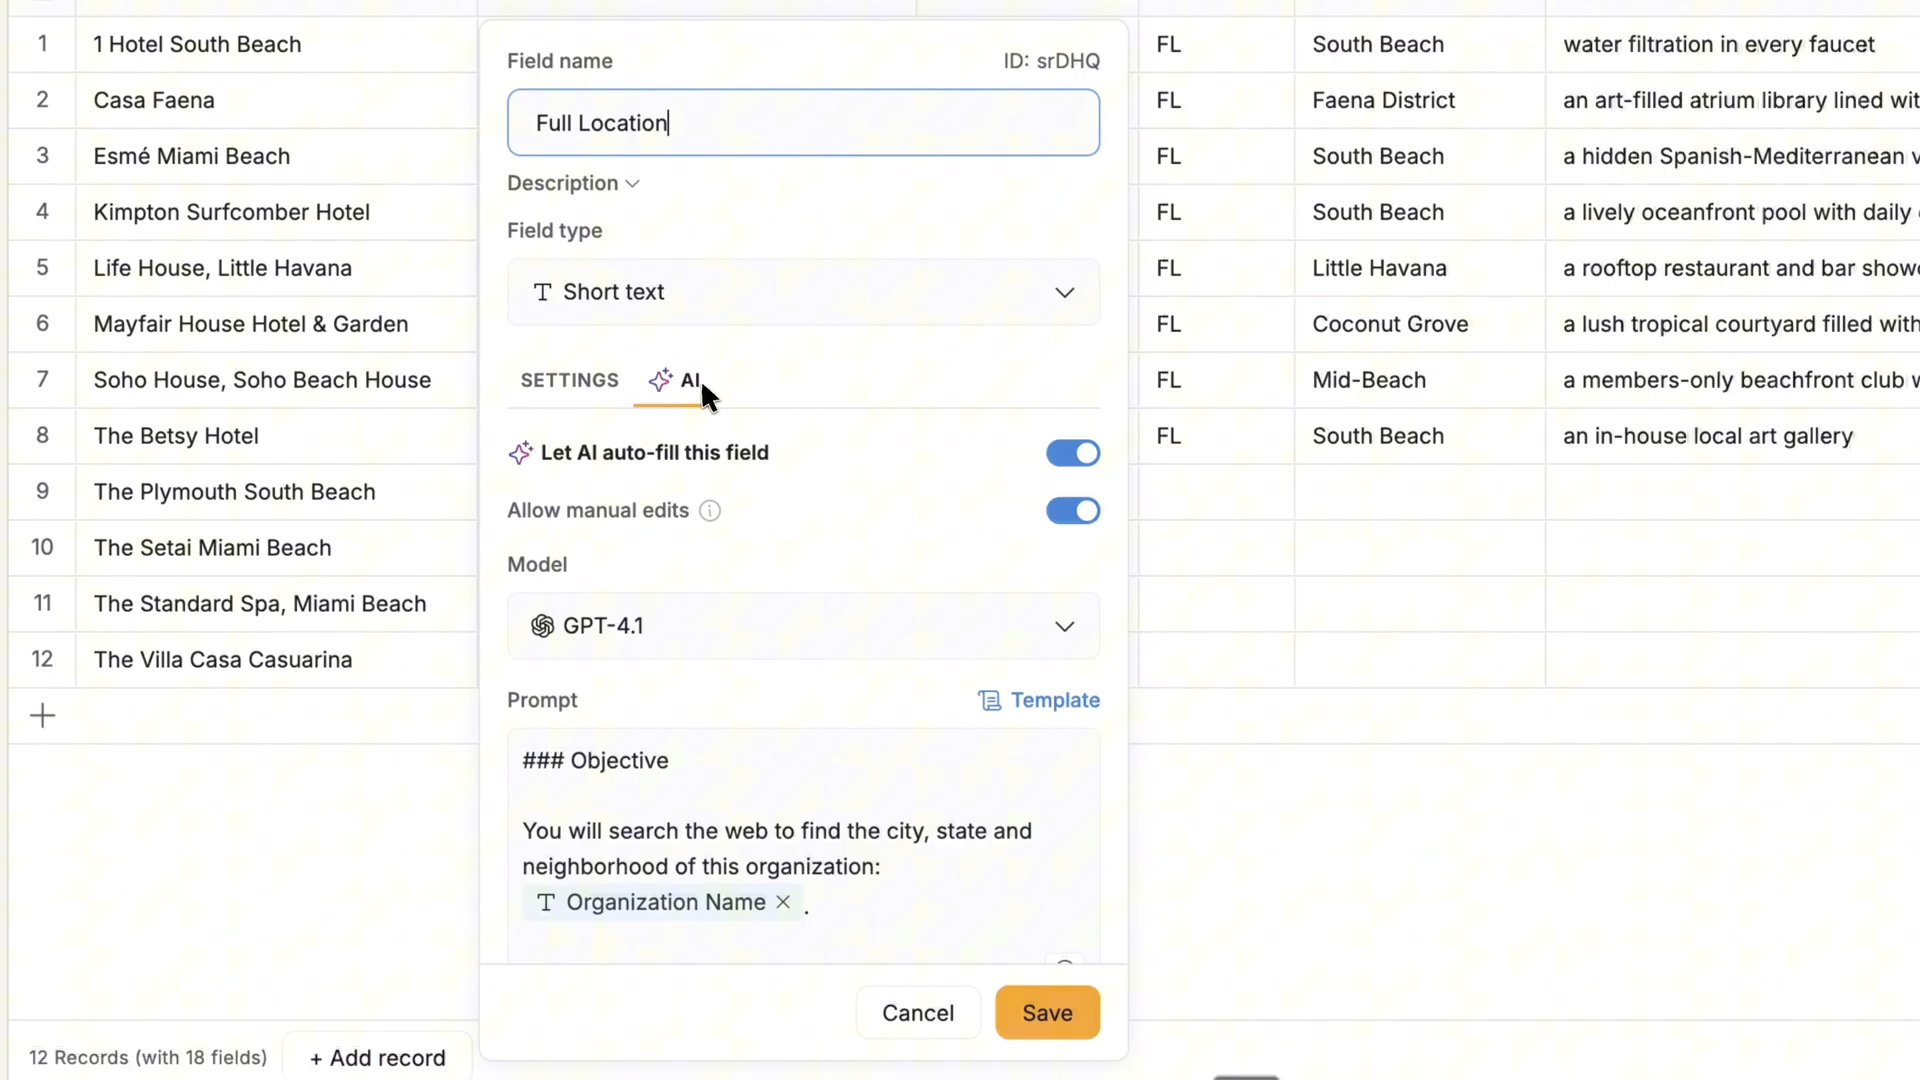 1 1 Hotel South Beach FL South Beach water filtration in every faucet
2 Casa Faena FL Faena District an art-filled atrium library lined wit
3 Esmé Miami Beach FL South Beach a hidden Spanish-Mediterranean v
4 Kimpton Surfcomber Hotel FL South Beach a lively oceanfront pool with daily
5 Life House, Little Havana FL Little Havana a rooftop restaurant and bar show
6 Mayfair House Hotel & Garden FL Coconut Grove a lush tropical courtyard filled with
7 Soho House, Soho Beach House FL Mid-Beach a members-only beachfront club w
8 The Betsy Hotel FL South Beach an in-house local art gallery
9 The Plymouth South Beach
10 The Setai Miami Beach
11 The Standard Spa, Miami Beach
12 The Villa Casa Casuarina
12 Records (with 18 fields) + Add record
Field name ID: srDHQ
Full Location
Description
Field type
Short text
SETTINGS AI
Let AI auto-fill this field
Allow manual edits
Model
GPT-4.1
Prompt Template
### Objective
You will search the web to find the city, state and
neighborhood of this organization:
Organization Name × .
Cancel Save